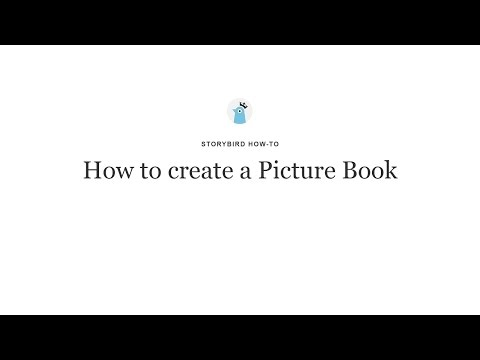 STORYBIRD HOW-TO
How to create a Picture Book